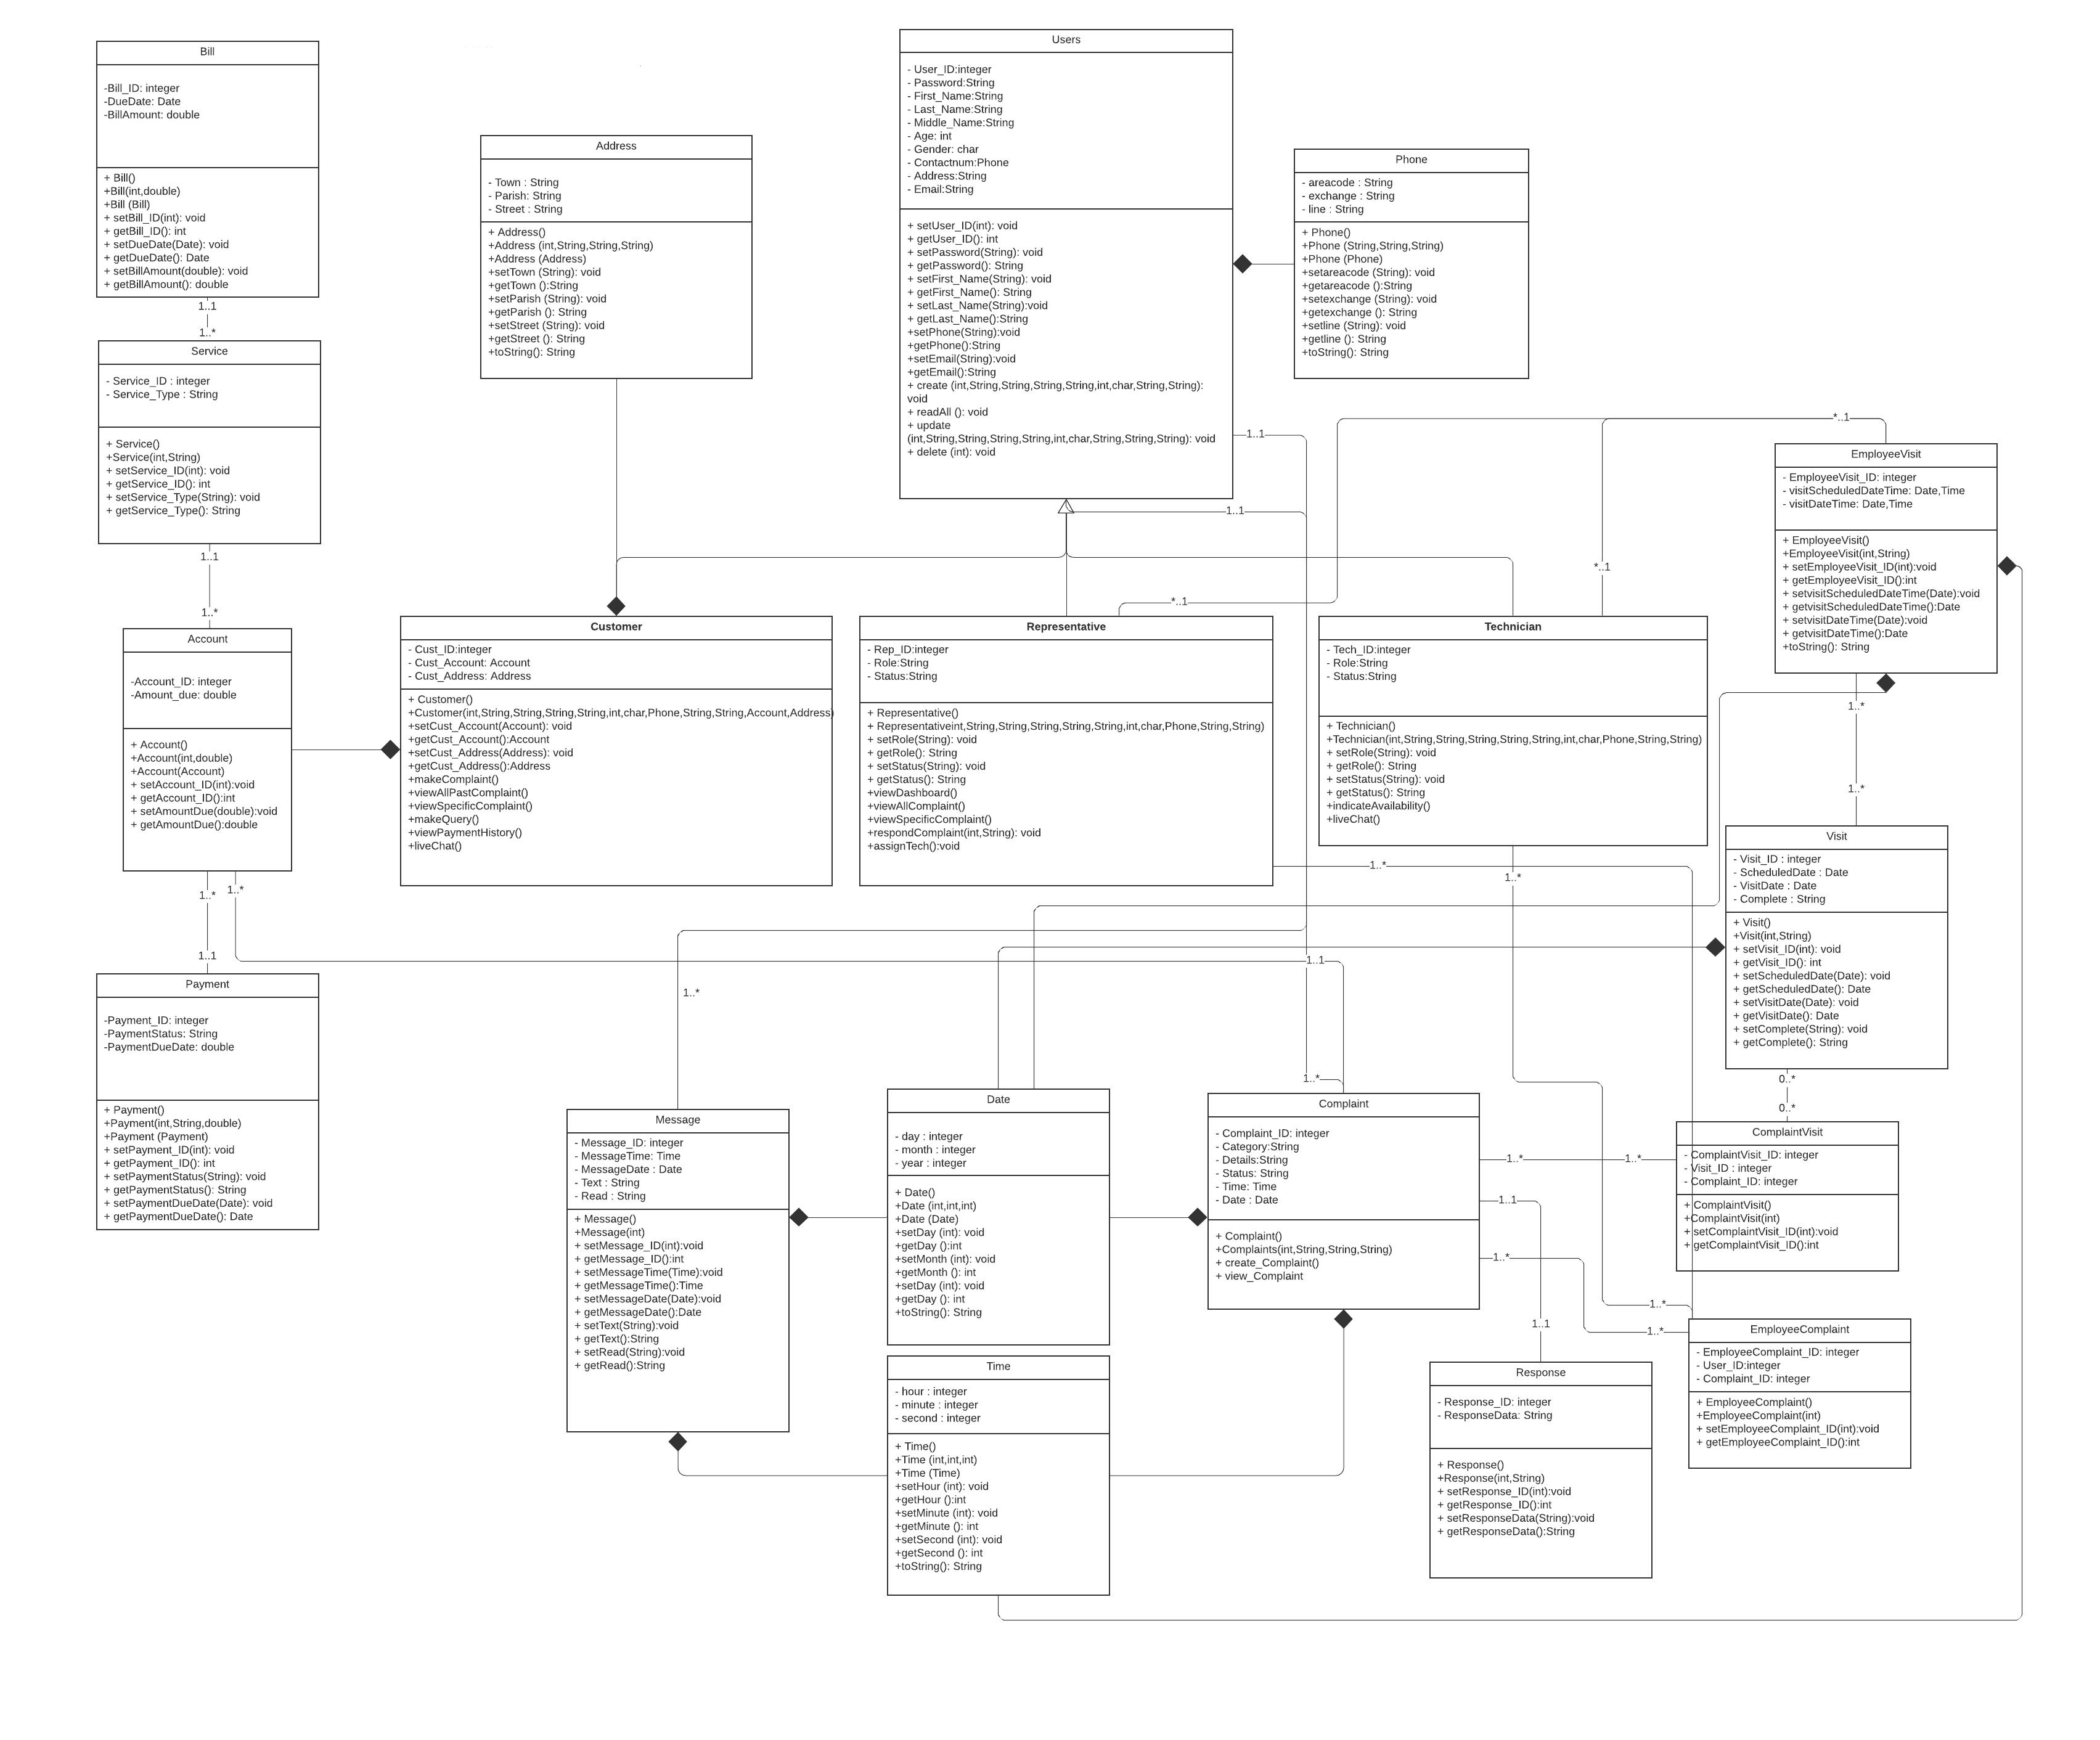 Bill
-Bill_ID: integer
-DueDate: Date
-BillAmount: double
+ Bill()
+Bill(int,double)
+Bill (Bill)
+ setBill_ID(int): void
+ getBill_ID(): int
+ setDueDate(Date): void
+ getDueDate(): Date
+ setBillAmount(double): void
+ getBillAmount(): double
1..1
1..*
Service
- Service_ID : integer
- Service_Type : String
+ Service()
+Service(int,String)
+ setService_ID(int): void
+ getService_ID(): int
+ setService_Type(String): void
+ getService_Type(): String
1..1
1..*
Account
-Account_ID: integer
-Amount_due: double
+ Account()
+Account(int,double)
+Account(Account)
+ setAccount_ID(int):void
+ getAccount_ID():int
+ setAmountDue(double):void
+ getAmountDue():double
1..*
1..*
1..1
Payment
-Payment_ID: integer
-PaymentStatus: String
-PaymentDueDate: double
+ Payment()
+Payment(int,String,double)
+Payment (Payment)
+ setPayment_ID(int): void
+ getPayment_ID(): int
+ setPaymentStatus(String): void
+ getPaymentStatus(): String
+ setPaymentDueDate(Date): void
+ getPaymentDueDate(): Date
Address
- Town : String
- Parish: String
- Street : String
+ Address()
+Address (int,String,String,String)
+Address (Address)
+setTown (String): void
+getTown ():String
+setParish (String): void
+getParish (): String
+setStreet (String): void
+getStreet (): String
+toString(): String
Users
- User_ID:integer
- Password:String
- First_Name:String
- Last_Name:String
- Middle_Name:String
- Age: int
- Gender: char
- Contactnum:Phone
- Address:String
- Email:String
+ setUser_ID(int): void
+ getUser_ID(): int
+ setPassword(String): void
+ getPassword(): String
+ setFirst_Name(String): void
+ getFirst_Name(): String
+ setLast_Name(String):void
+ getLast_Name():String
+setPhone(String):void
+getPhone():String
+setEmail(String):void
+getEmail():String
+ create (int,String,String,String,String,int,char,String,String):
void
+ readAll (): void
+ update
(int,String,String,String,String,int,char,String,String,String): void
+ delete (int): void
Phone
- areacode : String
- exchange : String
- line : String
+ Phone()
+Phone (String,String,String)
+Phone (Phone)
+setareacode (String): void
+getareacode ():String
+setexchange (String): void
+getexchange (): String
+setline (String): void
+getline (): String
+toString(): String
1..1
1..1
*..1
*..1
*..1
EmployeeVisit
- EmployeeVisit_ID: integer
- visitScheduledDateTime: Date,Time
- visitDateTime: Date,Time
+ EmployeeVisit()
+EmployeeVisit(int,String)
+ setEmployeeVisit_ID(int):void
+ getEmployeeVisit_ID():int
+ setvisitScheduledDateTime(Date):void
+ getvisitScheduledDateTime():Date
+ setvisitDateTime(Date):void
+ getvisitDateTime():Date
+toString(): String
1..*
1..*
Customer
- Cust_ID:integer
- Cust_Account: Account
- Cust_Address: Address
+ Customer()
+Customer(int,String,String,String,String,int,char,Phone,String,String,Account,Address)
+setCust_Account(Account): void
+getCust_Account():Account
+setCust_Address(Address): void
+getCust_Address():Address
+makeComplaint()
+viewAllPastComplaint()
+viewSpecificComplaint()
+makeQuery()
+viewPaymentHistory()
+liveChat()
Representative
- Rep_ID:integer
- Role:String
- Status:String
+ Representative()
+ Representativeint,String,String,String,String,String,int,char,Phone,String,String)
+ setRole(String): void
+ getRole(): String
+ setStatus(String): void
+ getStatus(): String
+viewDashboard()
+viewAllComplaint()
+viewSpecificComplaint()
+respondComplaint(int,String): void
+assignTech():void
Technician
- Tech_ID:integer
- Role:String
- Status:String
+ Technician()
+Technician(int,String,String,String,String,String,int,char,Phone,String,String)
+ setRole(String): void
+ getRole(): String
+ setStatus(String): void
+ getStatus(): String
+indicateAvailability()
+liveChat()
1..*
1..*
Visit
- Visit_ID : integer
- ScheduledDate : Date
- VisitDate : Date
- Complete : String
+ Visit()
+Visit(int,String)
+ setVisit_ID(int): void
+ getVisit_ID(): int
+ setScheduledDate(Date): void
+ getScheduledDate(): Date
+ setVisitDate(Date): void
+ getVisitDate(): Date
+ setComplete(String): void
+ getComplete(): String
0..*
0..*
1..1
1..*
1..*
Message
- Message_ID: integer
- MessageTime: Time
- MessageDate : Date
- Text : String
- Read : String
+ Message()
+Message(int)
+ setMessage_ID(int):void
+ getMessage_ID():int
+ setMessageTime(Time):void
+ getMessageTime():Time
+ setMessageDate(Date):void
+ getMessageDate():Date
+ setText(String):void
+ getText():String
+ setRead(String):void
+ getRead():String
Date
- day : integer
- month : integer
- year : integer
+ Date()
+Date (int,int,int)
+Date (Date)
+setDay (int): void
+getDay ():int
+setMonth (int): void
+getMonth (): int
+setDay (int): void
+getDay (): int
+toString(): String
Time
- hour : integer
- minute : integer
- second : integer
+ Time()
+Time (int,int,int)
+Time (Time)
+setHour (int): void
+getHour ():int
+setMinute (int): void
+getMinute (): int
+setSecond (int): void
+getSecond (): int
+toString(): String
Complaint
- Complaint_ID: integer
- Category:String
- Details:String
- Status: String
- Time: Time
- Date : Date
+ Complaint()
+Complaints(int,String,String,String)
+ create_Complaint()
+ view_Complaint
1..*
1..*
1..1
1..*
1..1
1..*
1..*
ComplaintVisit
- ComplaintVisit_ID: integer
- Visit_ID : integer
- Complaint_ID: integer
+ ComplaintVisit()
+ComplaintVisit(int)
+ setComplaintVisit_ID(int):void
+ getComplaintVisit_ID():int
EmployeeComplaint
- EmployeeComplaint_ID: integer
- User_ID:integer
- Complaint_ID: integer
+ EmployeeComplaint()
+EmployeeComplaint(int)
+ setEmployeeComplaint_ID(int):void
+ getEmployeeComplaint_ID():int
Response
- Response_ID: integer
- ResponseData: String
+ Response()
+Response(int,String)
+ setResponse_ID(int):void
+ getResponse_ID():int
+ setResponseData(String):void
+ getResponseData():String